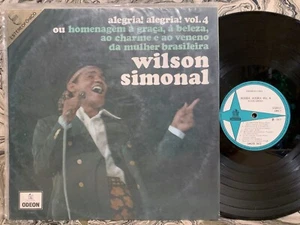 alegria! alegria! vol. 4
ou homenagem à graça, à beleza,
ao charme e ao veneno
da mulher brasileira
wilson
simonal
ODEON